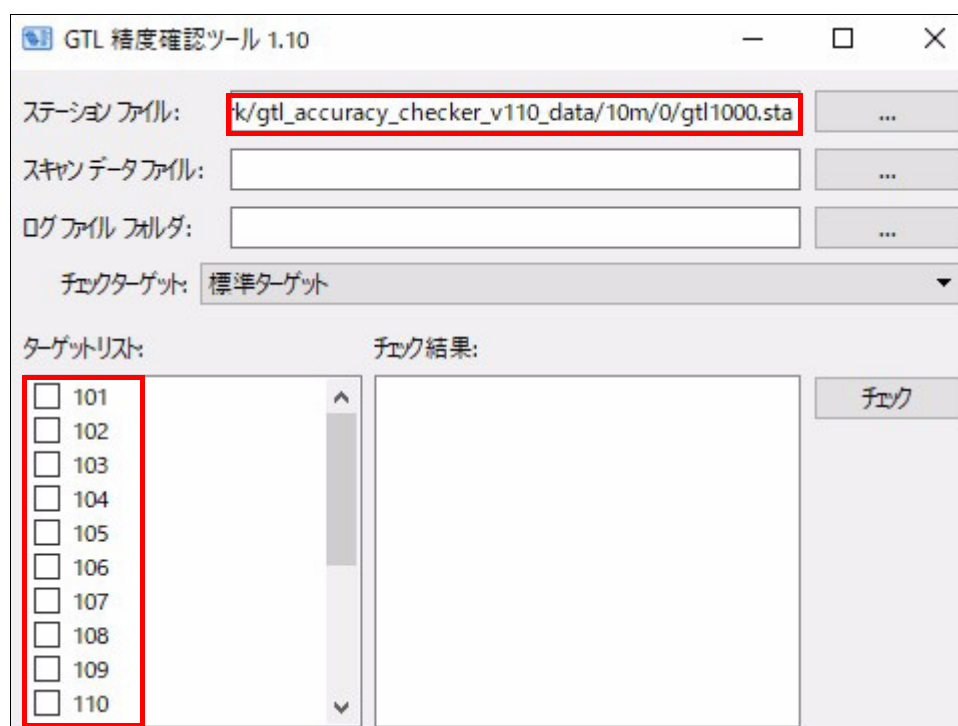 GTL 精度確認ツール 1.10
ステーション ファイル: rk/gtl_accuracy_checker_v110_data/10m/0/gtl1000.sta ...
スキャン データ ファイル: ...
ログ ファイル フォルダ: ...
チェックターゲット: 標準ターゲット
ターゲットリスト: チェック結果:
101 チェック
102
103
104
105
106
107
108
109
110